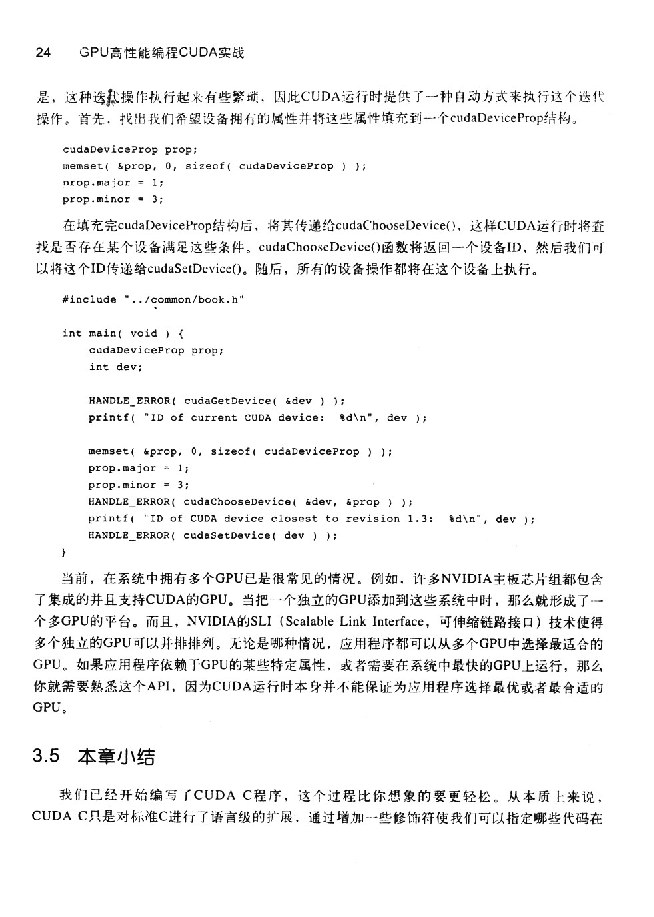 24 GPU高性能编程CUDA实战
是，这种迭代操作执行起来有些繁琐，因此CUDA运行时提供了一种自动方式来执行这个迭代
操作。首先，找出我们希望设备拥有的属性并将这些属性填充到一个cudaDeviceProp结构。
cudaDeviceProp prop;
memset( &prop, 0, sizeof( cudaDeviceProp ) );
prop.major = 1;
prop.minor = 3;
在填充完cudaDeviceProp结构后，将其传递给cudaChooseDevice()，这样CUDA运行时将查
找是否存在某个设备满足这些条件。cudaChooseDevice()函数将返回一个设备ID，然后我们可
以将这个ID传递给cudaSetDevice()。随后，所有的设备操作都将在这个设备上执行。
#include "../common/book.h"
int main( void ) {
cudaDeviceProp prop;
int dev;
HANDLE_ERROR( cudaGetDevice( &dev ) );
printf( "ID of current CUDA device: %d\n", dev );
memset( &prop, 0, sizeof( cudaDeviceProp ) );
prop.major = 1;
prop.minor = 3;
HANDLE_ERROR( cudaChooseDevice( &dev, &prop ) );
printf( "ID of CUDA device closest to revision 1.3: %d\n", dev );
HANDLE_ERROR( cudaSetDevice( dev ) );
}
当前，在系统中拥有多个GPU已是很常见的情况。例如，许多NVIDIA主板芯片组都包含
了集成的并且支持CUDA的GPU。当把一个独立的GPU添加到这些系统中时，那么就形成了一
个多GPU的平台。而且，NVIDIA的SLI（Scalable Link Interface，可伸缩链路接口）技术使得
多个独立的GPU可以并排排列。无论是哪种情况，应用程序都可以从多个GPU中选择最适合的
GPU。如果应用程序依赖于GPU的某些特定属性，或者需要在系统中最快的GPU上运行，那么
你就需要熟悉这个API，因为CUDA运行时本身并不能保证为应用程序选择最优或者最合适的
GPU。
3.5 本章小结
我们已经开始编写了CUDA C程序，这个过程比你想象的要更轻松。从本质上来说，
CUDA C只是对标准C进行了语言级的扩展，通过增加一些修饰符使我们可以指定哪些代码在